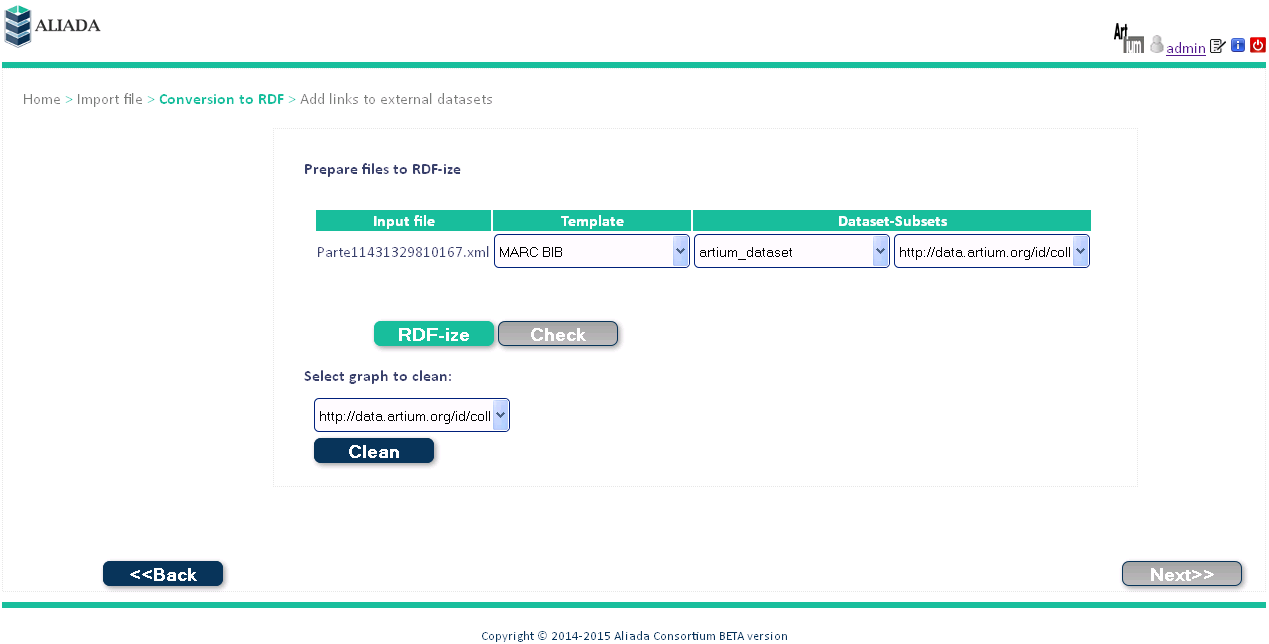 ALIADA
Art
ium
admin
Home > Import file > Conversion to RDF > Add links to external datasets
Prepare files to RDF-ize
Input file Template Dataset-Subsets
Parte11431329810167.xml MARC BIB artium_dataset http://data.artium.org/id/coll
RDF-ize Check
Select graph to clean:
http://data.artium.org/id/coll
Clean
<<Back Next>>
Copyright © 2014-2015 Aliada Consortium BETA version